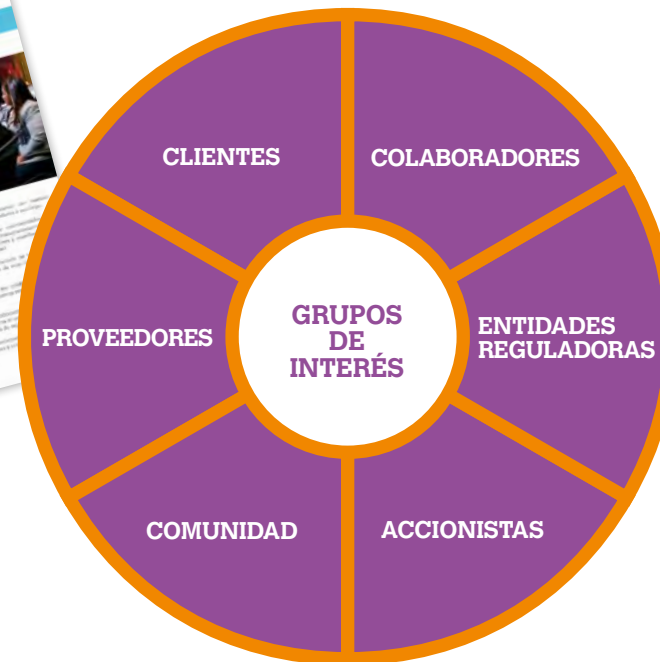 CLIENTES
COLABORADORES
PROVEEDORES
GRUPOS
DE
INTERÉS
ENTIDADES
REGULADORAS
COMUNIDAD
ACCIONISTAS